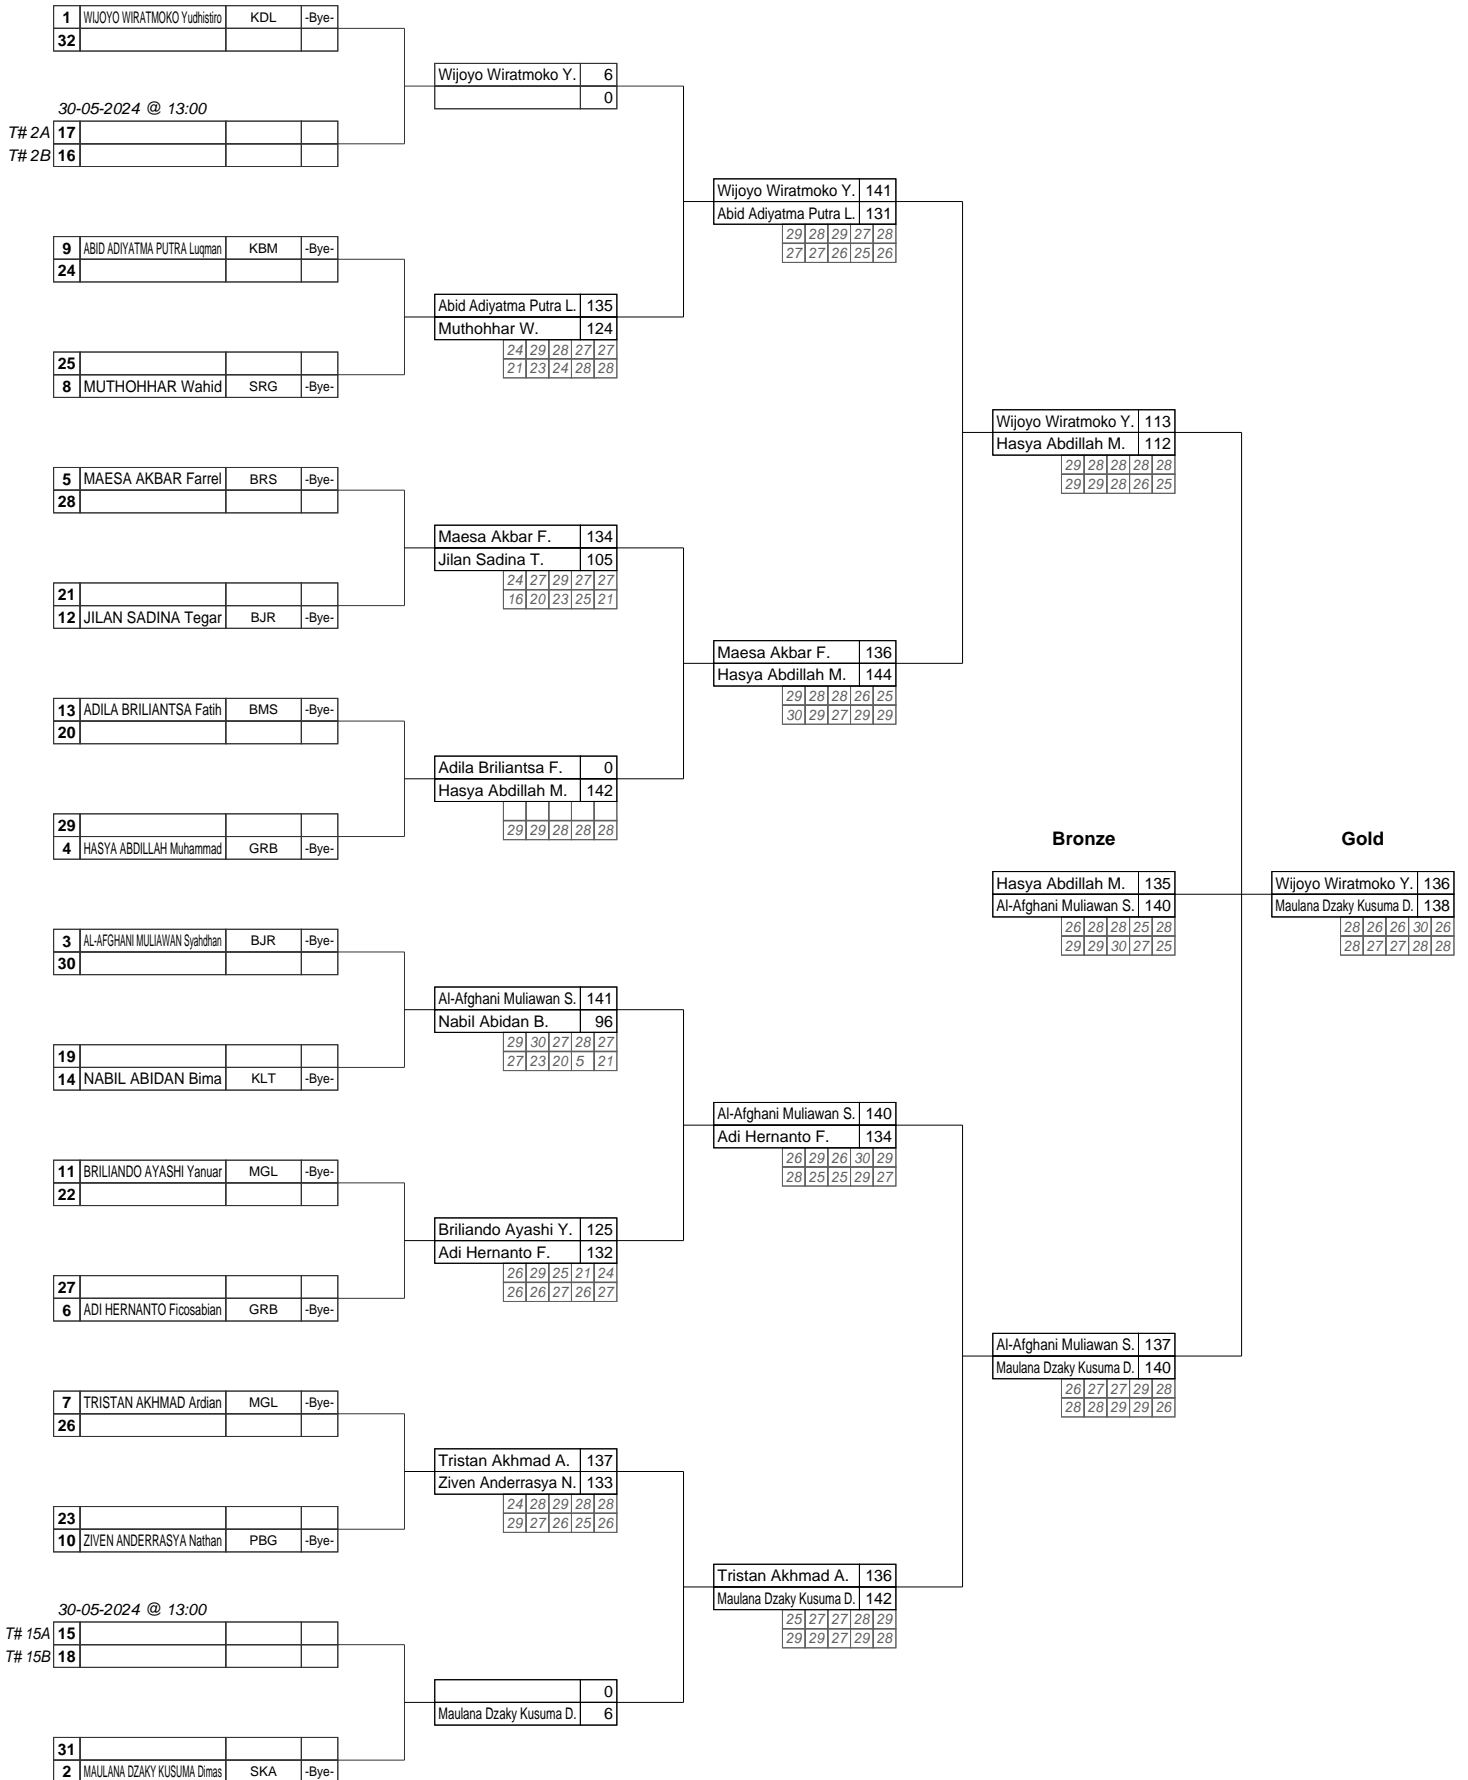 1 WIJOYO WIRATMOKO Yudhistiro KDL -Bye-
32
Wijoyo Wiratmoko Y. 6
0
30-05-2024 @ 13:00
T# 2A 17
T# 2B 16
Wijoyo Wiratmoko Y. 141
Abid Adiyatma Putra L. 131
29 28 29 27 28
27 27 26 25 26
9 ABID ADIYATMA PUTRA Luqman KBM -Bye-
24
Abid Adiyatma Putra L. 135
Muthohhar W. 124
24 29 28 27 27
21 23 24 28 28
25
8 MUTHOHHAR Wahid SRG -Bye-
Wijoyo Wiratmoko Y. 113
Hasya Abdillah M. 112
29 28 28 28 28
29 29 28 26 25
5 MAESA AKBAR Farrel BRS -Bye-
28
Maesa Akbar F. 134
Jilan Sadina T. 105
24 27 29 27 27
16 20 23 25 21
21
12 JILAN SADINA Tegar BJR -Bye-
Maesa Akbar F. 136
Hasya Abdillah M. 144
29 28 28 26 25
30 29 27 29 29
13 ADILA BRILIANTSA Fatih BMS -Bye-
20
Adila Briliantsa F. 0
Hasya Abdillah M. 142
29 29 28 28 28
29
4 HASYA ABDILLAH Muhammad GRB -Bye-
Bronze Gold
Hasya Abdillah M. 135 Wijoyo Wiratmoko Y. 136
Al-Afghani Muliawan S. 140 Maulana Dzaky Kusuma D. 138
26 28 28 25 28 28 26 26 30 26
29 29 30 27 25 28 27 27 28 28
3 AL-AFGHANI MULIAWAN Syahdhan BJR -Bye-
30
Al-Afghani Muliawan S. 141
Nabil Abidan B. 96
29 30 27 28 27
27 23 20 5 21
19
14 NABIL ABIDAN Bima KLT -Bye-
Al-Afghani Muliawan S. 140
Adi Hernanto F. 134
26 29 26 30 29
28 25 25 29 27
11 BRILIANDO AYASHI Yanuar MGL -Bye-
22
Briliando Ayashi Y. 125
Adi Hernanto F. 132
26 29 25 21 24
26 26 27 26 27
27
6 ADI HERNANTO Ficosabian GRB -Bye-
Al-Afghani Muliawan S. 137
Maulana Dzaky Kusuma D. 140
26 27 27 29 28
28 28 29 29 26
7 TRISTAN AKHMAD Ardian MGL -Bye-
26
Tristan Akhmad A. 137
Ziven Anderrasya N. 133
24 28 29 28 28
29 27 26 25 26
23
10 ZIVEN ANDERRASYA Nathan PBG -Bye-
Tristan Akhmad A. 136
Maulana Dzaky Kusuma D. 142
25 27 27 28 29
29 29 27 29 28
30-05-2024 @ 13:00
T# 15A 15
T# 15B 18
0
Maulana Dzaky Kusuma D. 6
31
2 MAULANA DZAKY KUSUMA Dimas SKA -Bye-